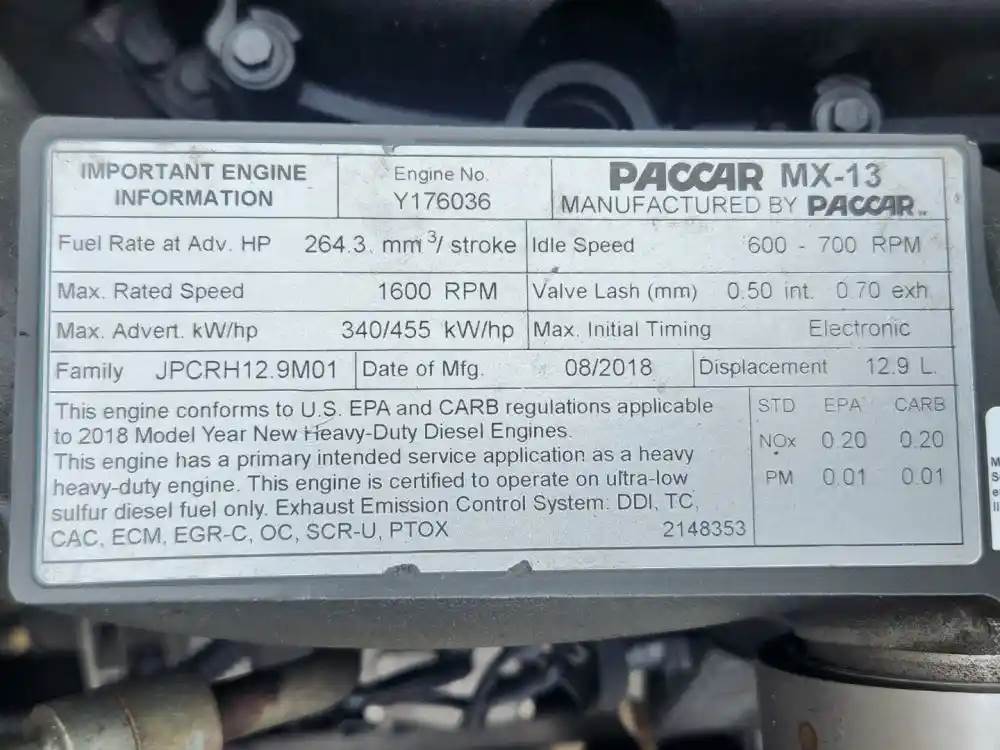 IMPORTANT ENGINE INFORMATION
Engine No. Y176036
PACCAR MX-13
MANUFACTURED BY PACCAR™
Fuel Rate at Adv. HP 264.3. mm³/ stroke
Idle Speed 600 - 700 RPM
Max. Rated Speed 1600 RPM
Valve Lash (mm) 0.50 int. 0.70 exh
Max. Advert. kW/hp 340/455 kW/hp
Max. Initial Timing Electronic
Family JPCRH12.9M01
Date of Mfg. 08/2018
Displacement 12.9 L.
This engine conforms to U.S. EPA and CARB regulations applicable
to 2018 Model Year New Heavy-Duty Diesel Engines.
This engine has a primary intended service application as a heavy
heavy-duty engine. This engine is certified to operate on ultra-low
sulfur diesel fuel only. Exhaust Emission Control System: DDI, TC,
CAC, ECM, EGR-C, OC, SCR-U, PTOX 2148353
STD EPA CARB
NOx 0.20 0.20
PM 0.01 0.01